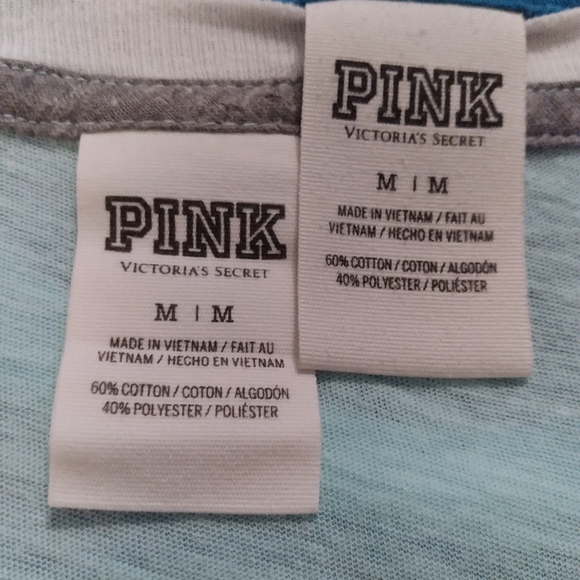 PINK
VICTORIA'S SECRET
M | M
MADE IN VIETNAM / FAIT AU
VIETNAM / HECHO EN VIETNAM
60% COTTON / COTON / ALGODÓN
40% POLYESTER / POLIÉSTER
PINK
VICTORIA'S SECRET
M | M
MADE IN VIETNAM / FAIT AU
VIETNAM / HECHO EN VIETNAM
60% COTTON / COTON / ALGODÓN
40% POLYESTER / POLIÉSTER